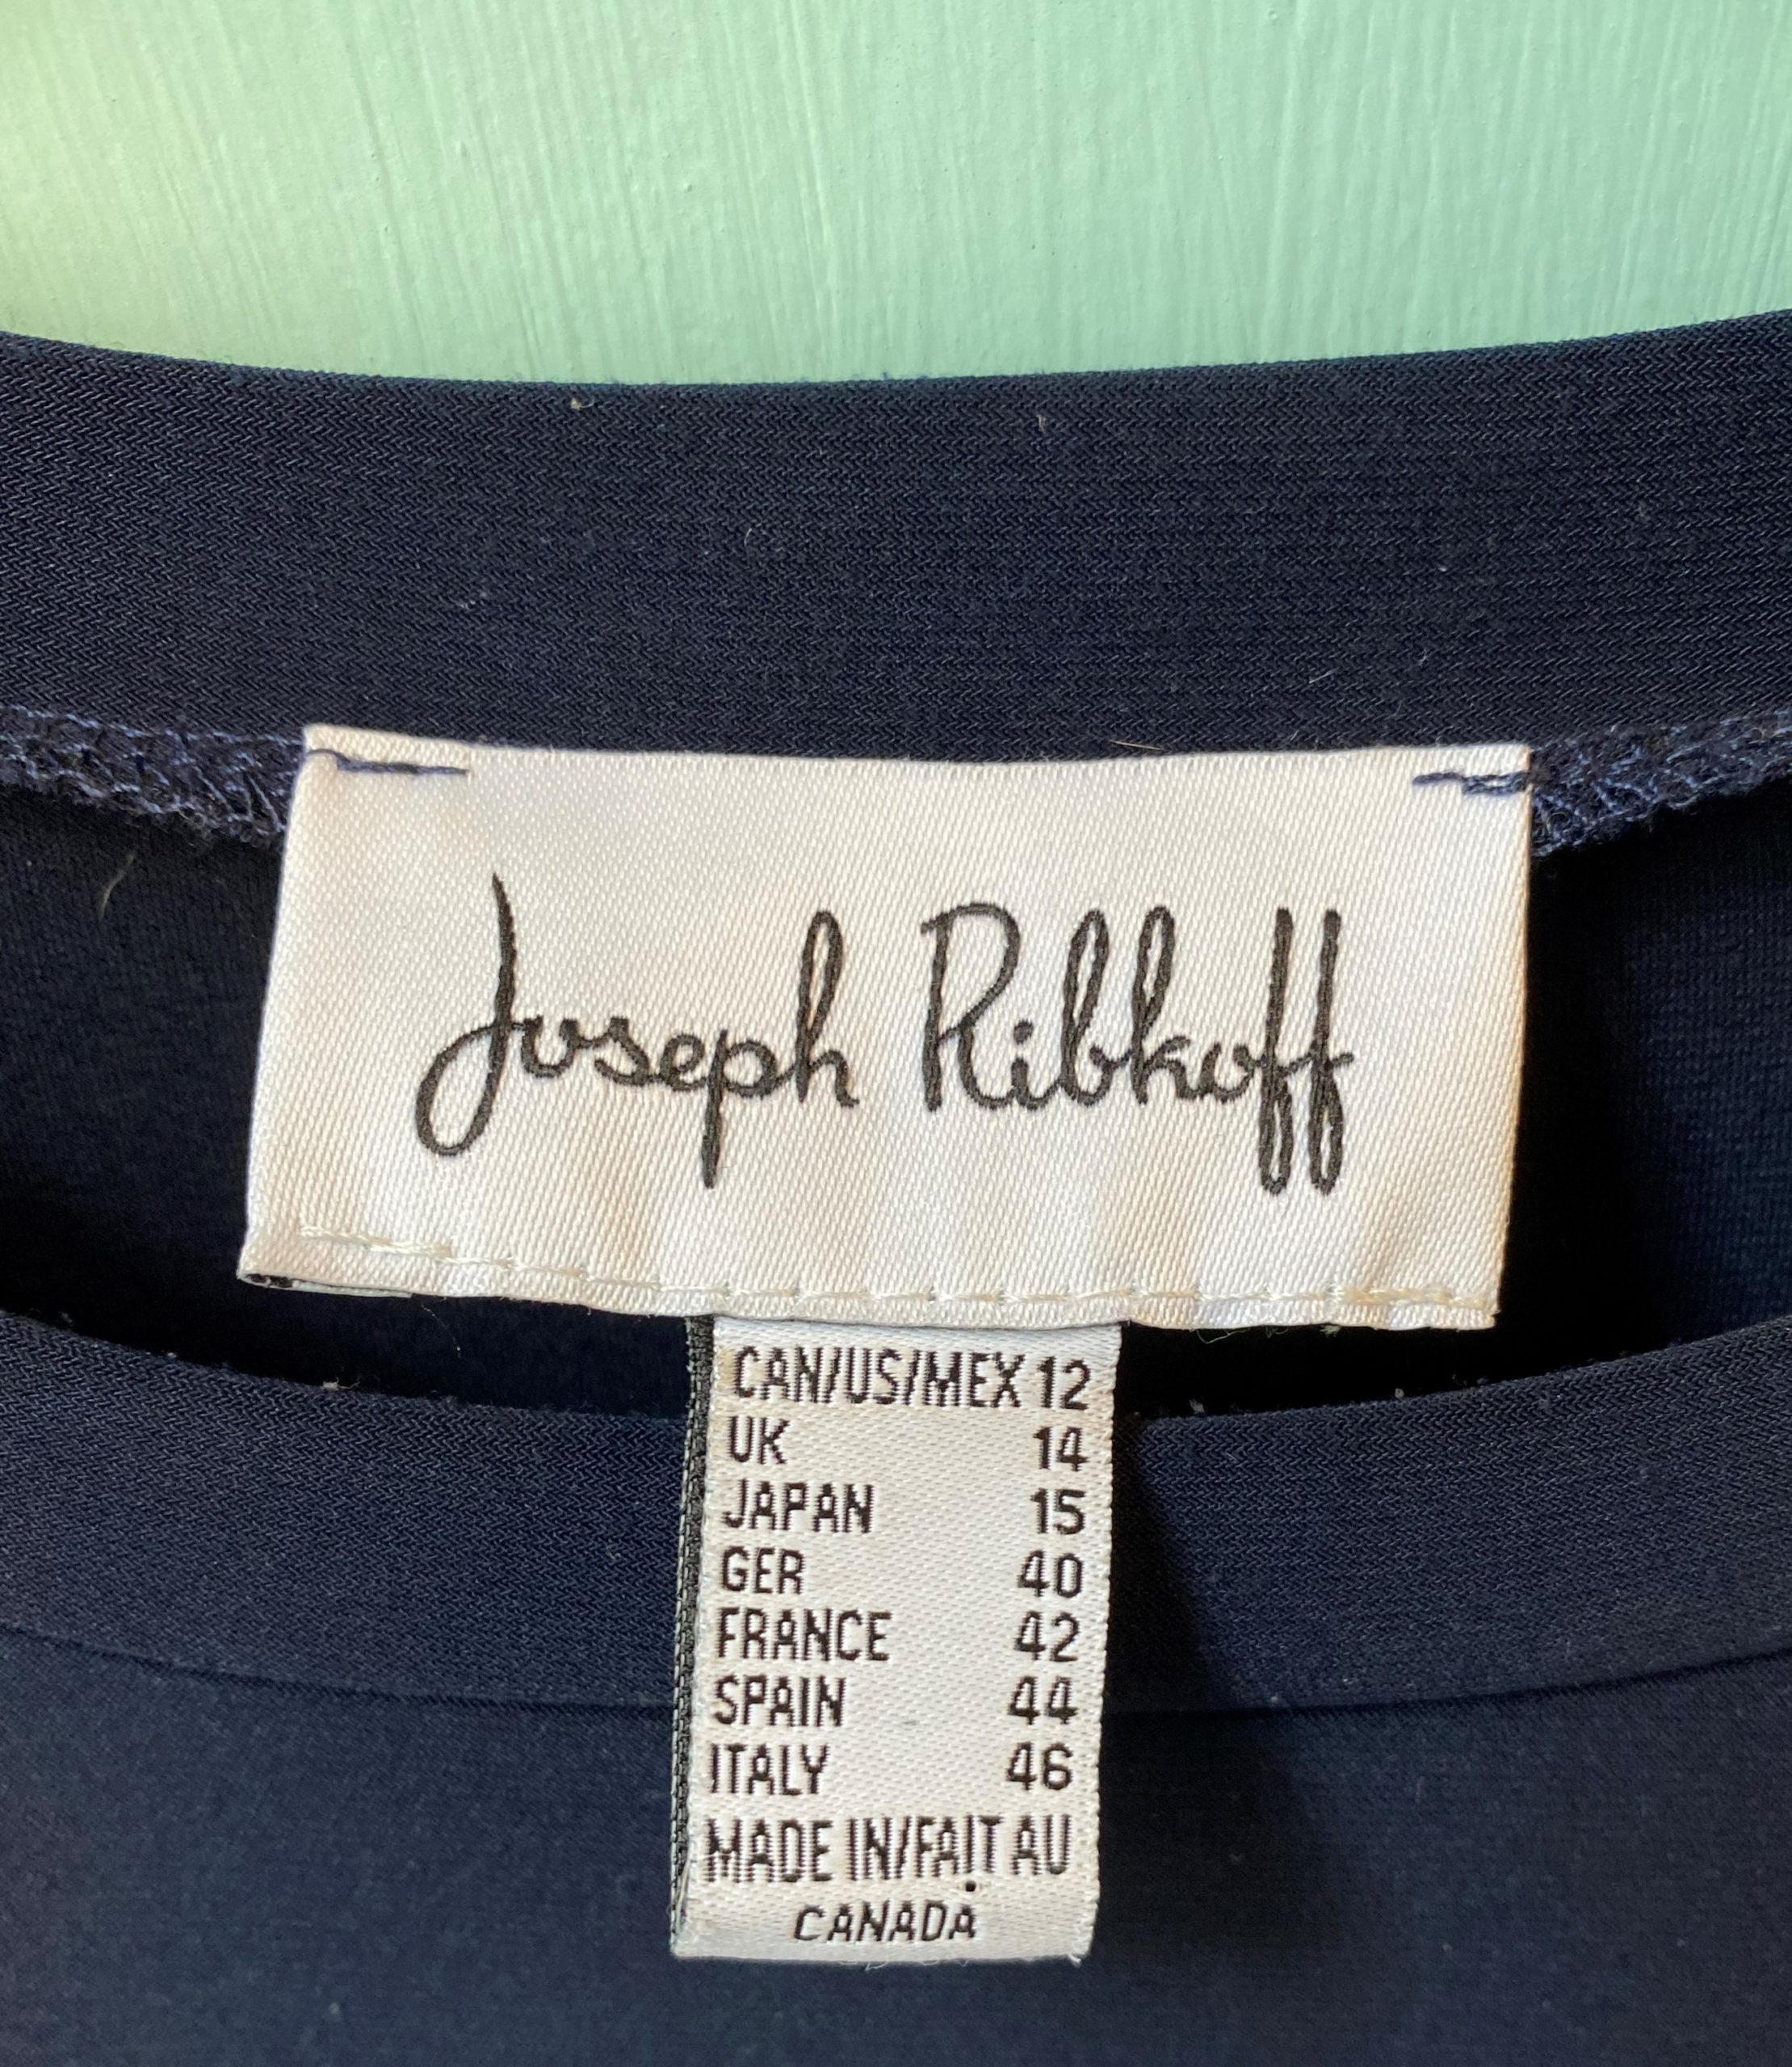 Joseph Ribkoff
CAN/US/MEX 12
UK 14
JAPAN 15
GER 40
FRANCE 42
SPAIN 44
ITALY 46
MADE IN/FAIT AU
CANADA